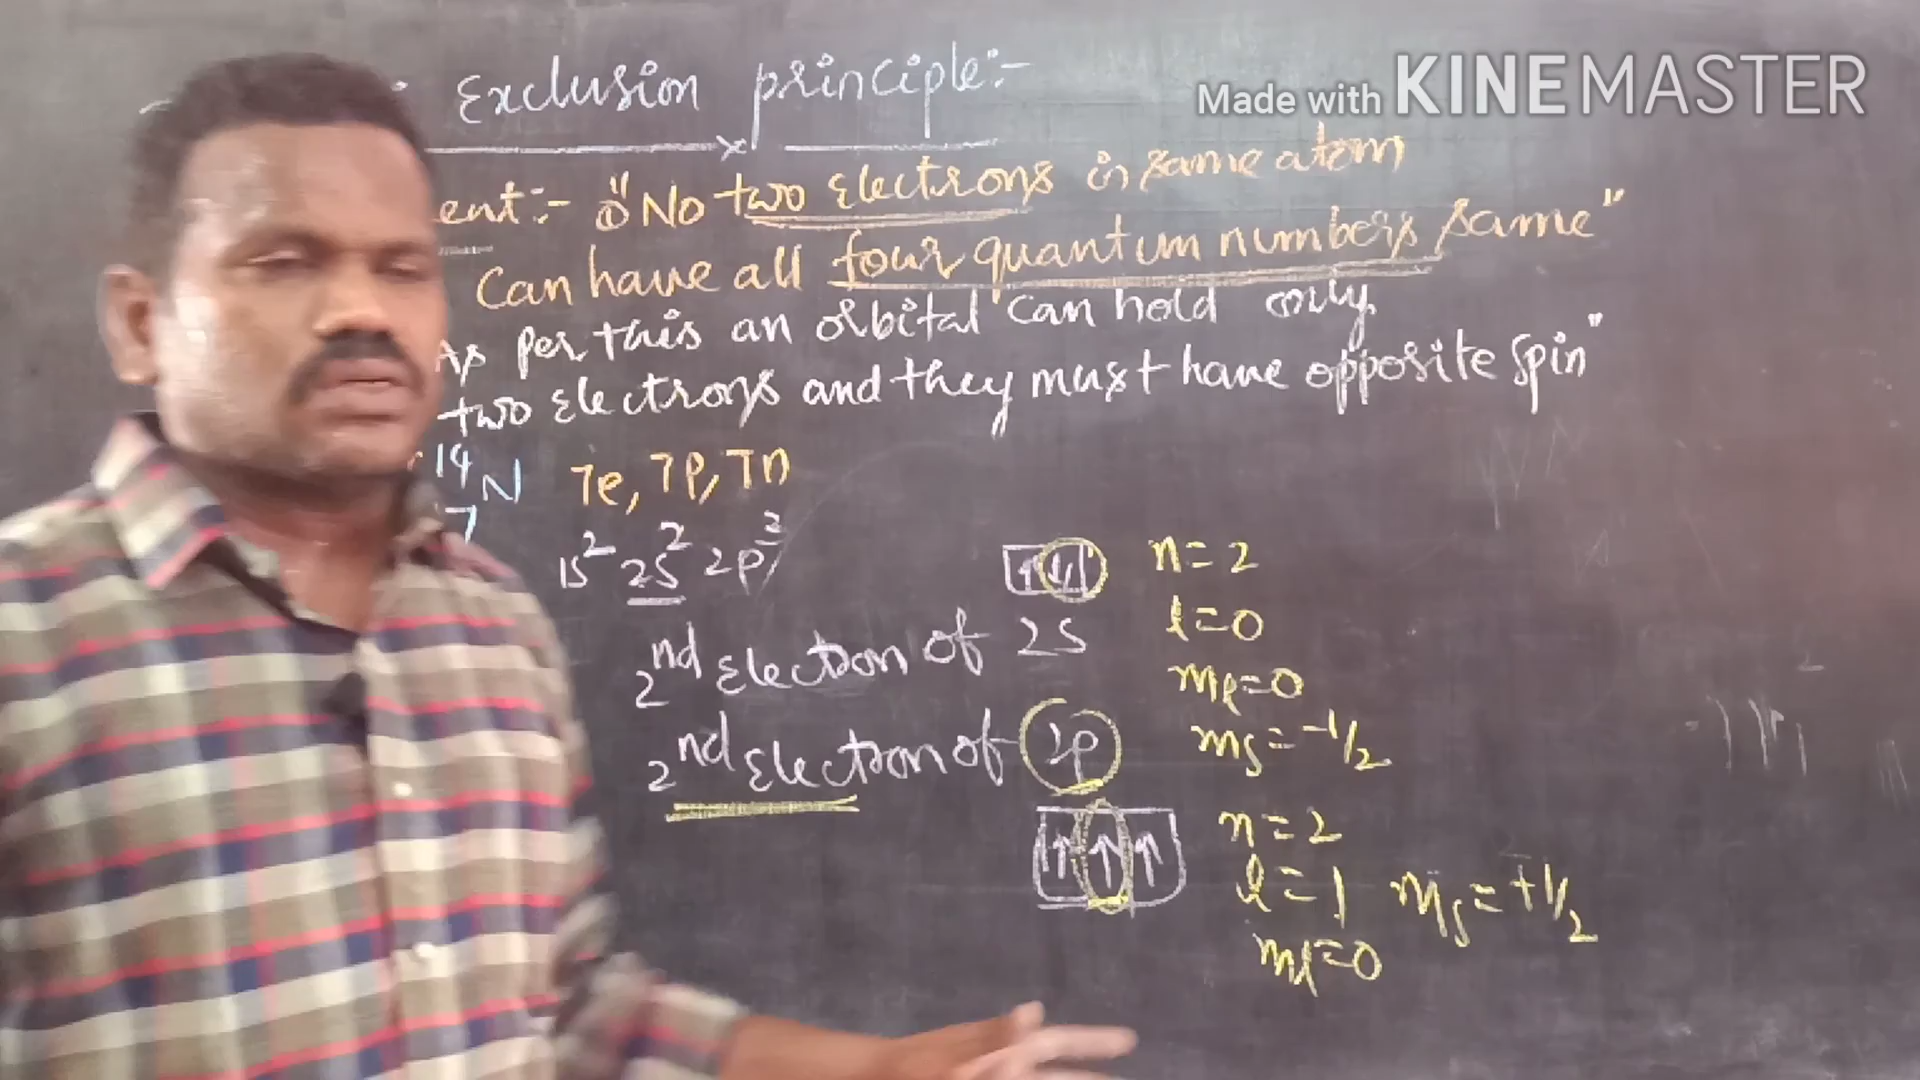 Exclusion principle:-
Made with KINEMASTER
ent:- "No two Electrons in same atom
Can have all four quantum numbers same"
As per this an orbital can hold only
two Electrons and they must have opposite spin"
14 N 7e, 7p, 7n
7
1s² 2s² 2p³
↑ ↓ n=2
2nd Electron of 2S l=0
ml=0
2nd Electron of 2p ms=-1/2
↑ ↑ ↑ n=2
l=1 ms=+1/2
ml=0